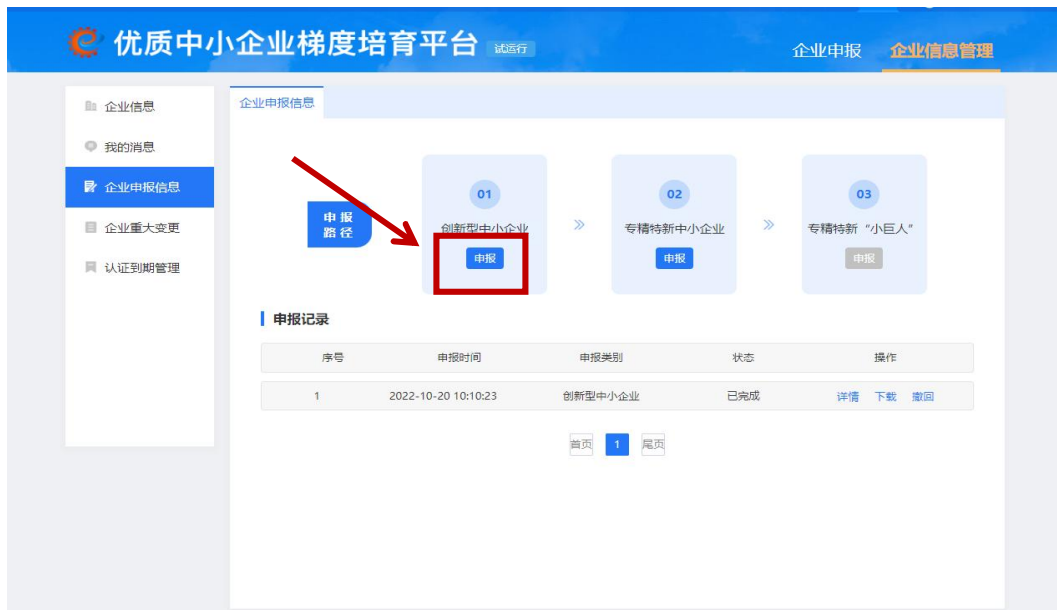 优质中小企业梯度培育平台 试运行
企业申报 企业信息管理
企业信息
我的消息
企业申报信息
企业重大变更
认证到期管理
企业申报信息
申报
路径
01
创新型中小企业
申报
02
专精特新中小企业
申报
03
专精特新“小巨人”
申报
申报记录
序号 申报时间 申报类别 状态 操作
1 2022-10-20 10:10:23 创新型中小企业 已完成 详情 下载 撤回
首页 1 尾页